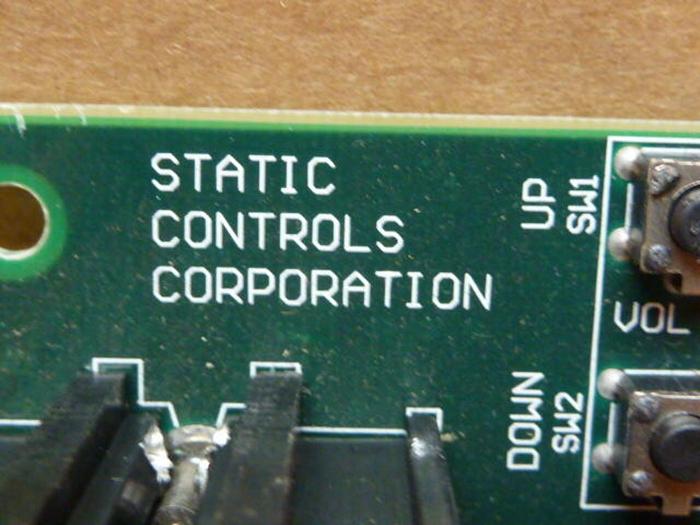 STATIC
CONTROLS
CORPORATION
UP
SW1
VOL
DOWN
SW2